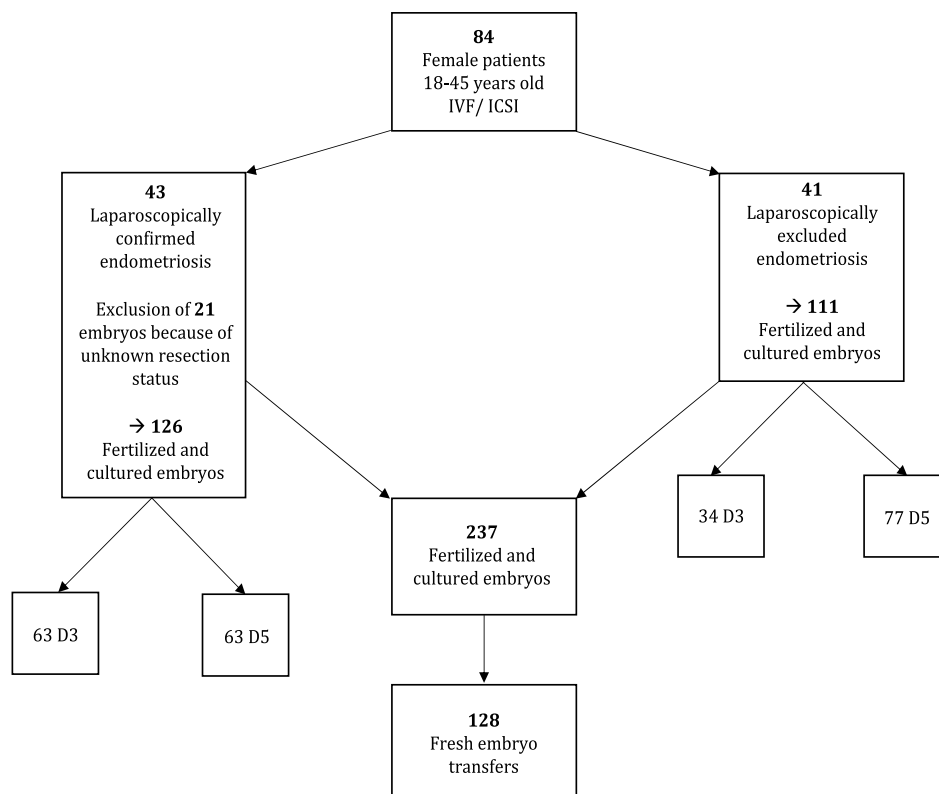 84
Female patients
18-45 years old
IVF/ ICSI
43
Laparoscopically
confirmed
endometriosis
Exclusion of 21
embryos because of
unknown resection
status
→ 126
Fertilized and
cultured embryos
41
Laparoscopically
excluded
endometriosis
→ 111
Fertilized and
cultured embryos
34 D3
77 D5
237
Fertilized and
cultured embryos
63 D3
63 D5
128
Fresh embryo
transfers